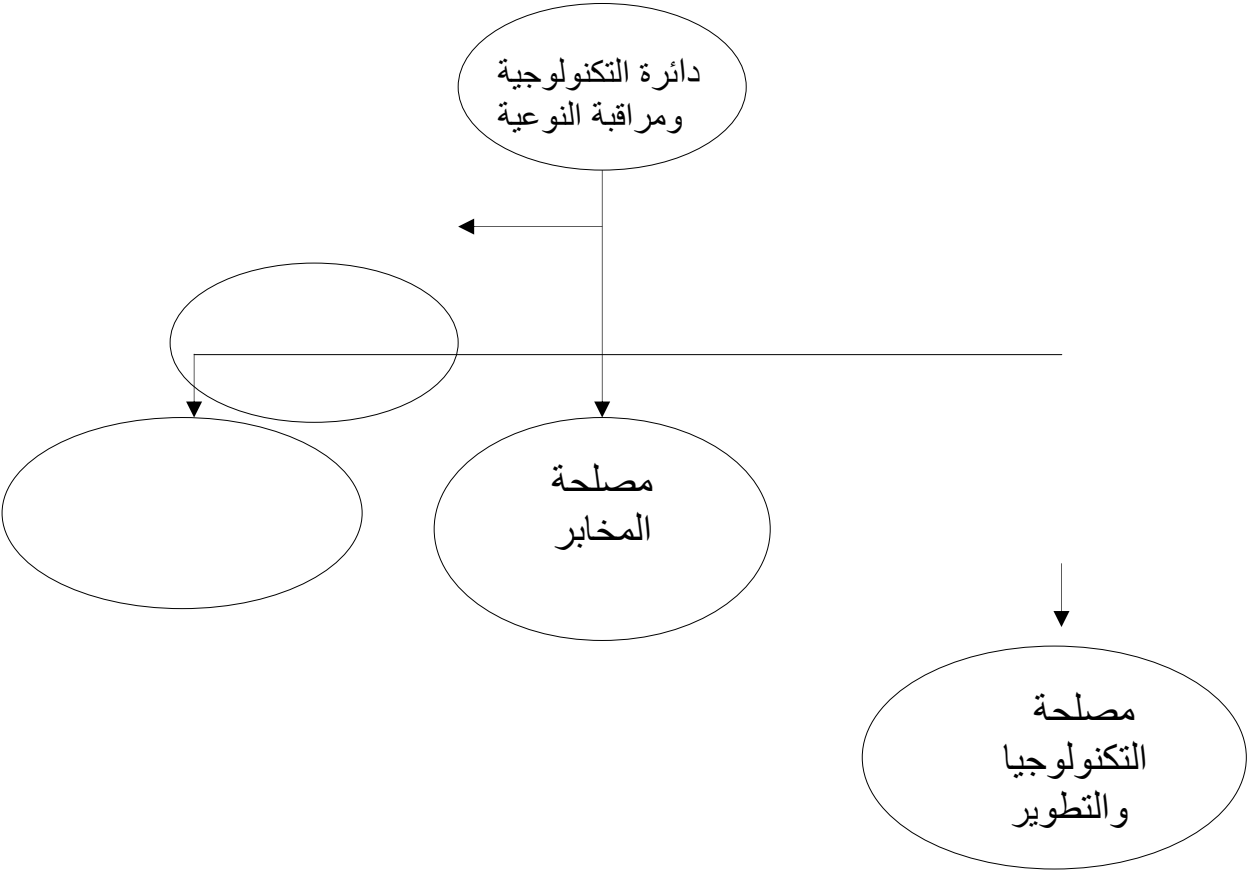 دائرة التكنولوجية
ومراقبة النوعية
مصلحة
المخابر
مصلحة
التكنولوجيا
والتطوير